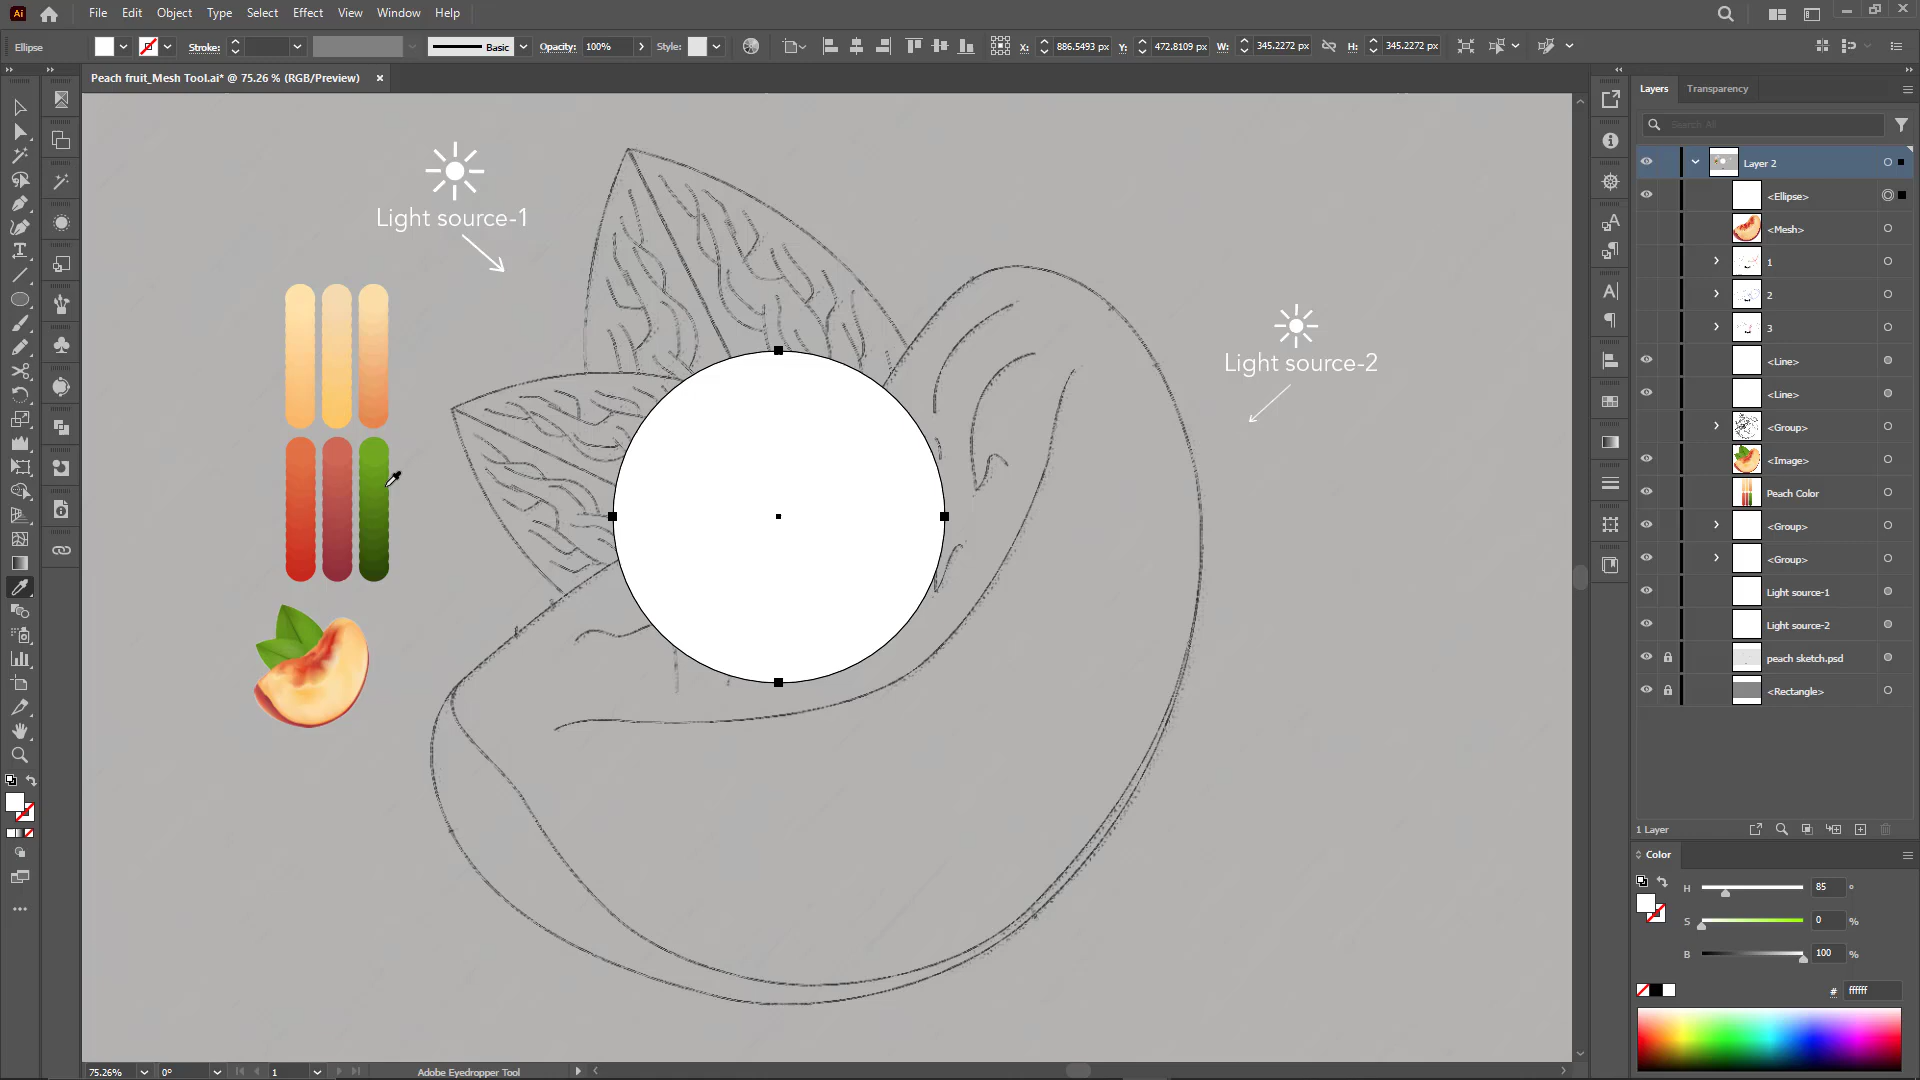 Ai File Edit Object Type Select Effect View Window Help
Ellipse Stroke: Basic Opacity: 100% Style: X: 886.5493 px Y: 472.8109 px W: 345.2272 px H: 345.2272 px
Peach fruit_Mesh Tool.ai* @ 75.26 % (RGB/Preview) ×
Light source-1
Light source-2
Layers Transparency
Search All
Layer 2
<Ellipse>
<Mesh>
1
2
3
<Line>
<Line>
<Group>
<Image>
Peach Color
<Group>
<Group>
Light source-1
Light source-2
peach sketch.psd
<Rectangle>
1 Layer
Color
H 85 °
S 0 %
B 100 %
# ffffff
75.26% 0° 1 Adobe Eyedropper Tool